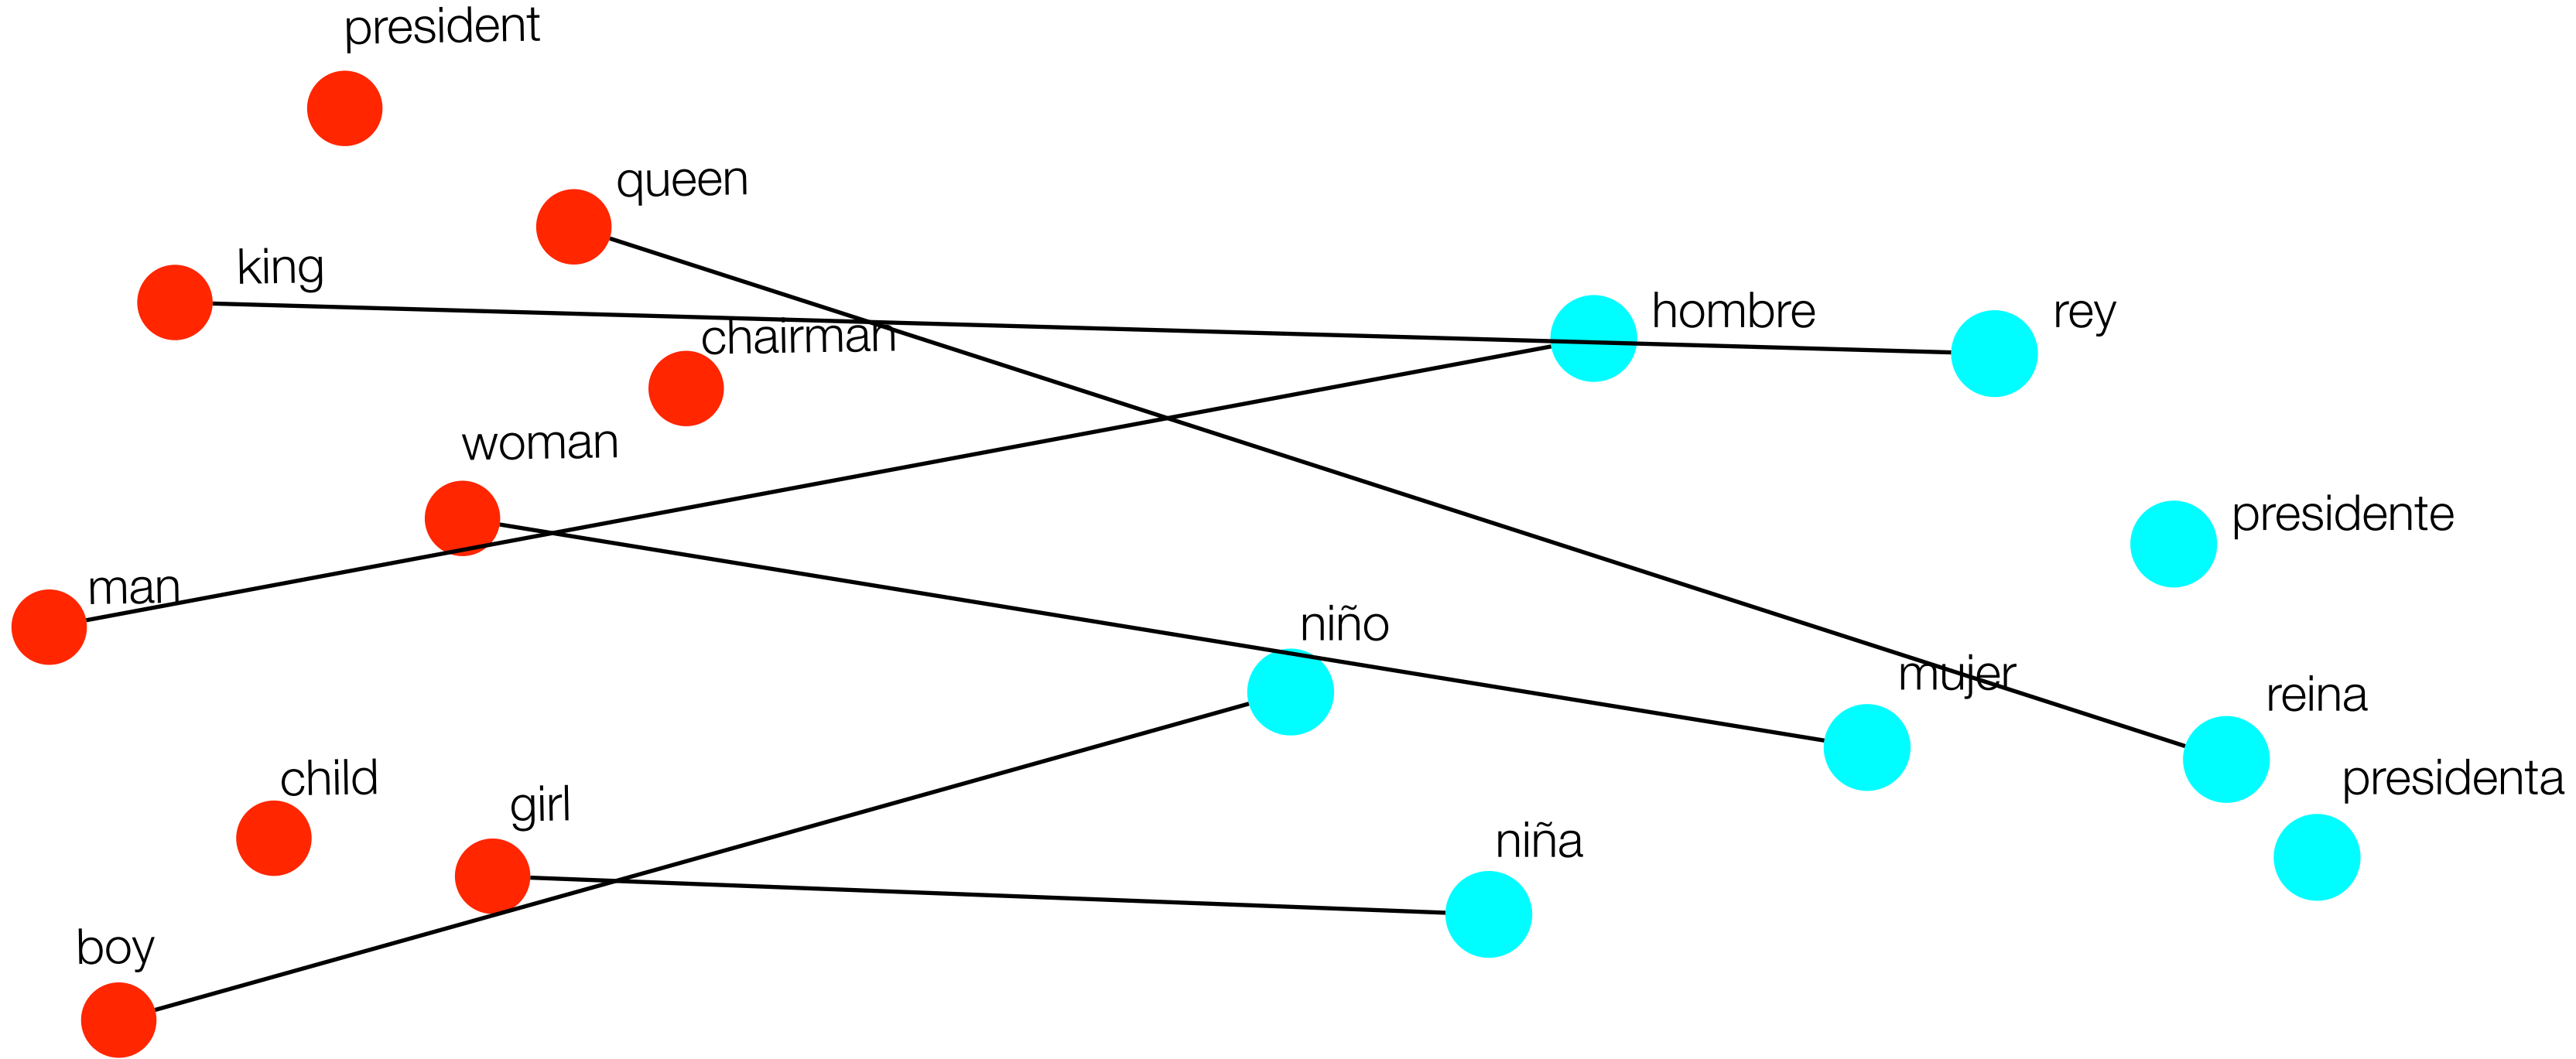 president
queen
king
chairman
hombre
rey
woman
presidente
man
niño
mujer
reina
child
girl
presidenta
niña
boy